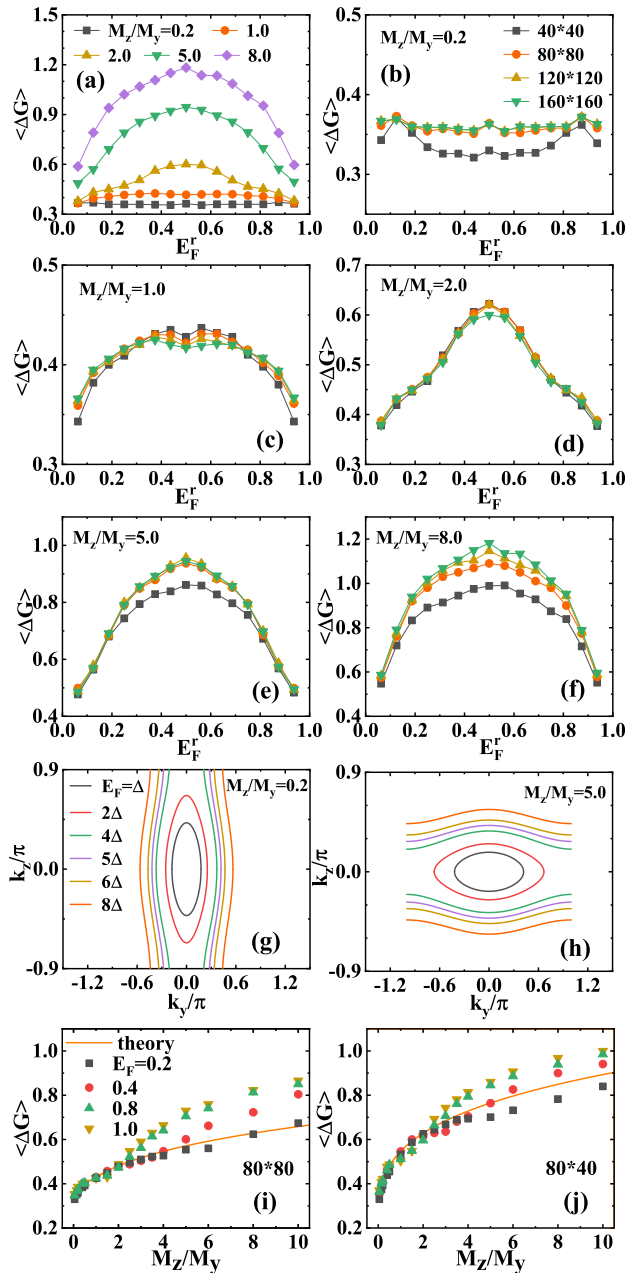 M_z/M_y=0.2 1.0
2.0 5.0 8.0
(a)
<ΔG>
1.5
1.2
0.9
0.6
0.3
0.0 0.2 0.4 0.6 0.8 1.0
E_F^r
M_z/M_y=0.2
40*40
80*80
120*120
160*160
(b)
<ΔG>
0.4
0.3
0.2
0.0 0.2 0.4 0.6 0.8 1.0
E_F^r
M_z/M_y=1.0
(c)
<ΔG>
0.5
0.4
0.3
0.0 0.2 0.4 0.6 0.8 1.0
E_F^r
M_z/M_y=2.0
(d)
<ΔG>
0.7
0.6
0.5
0.4
0.3
0.0 0.2 0.4 0.6 0.8 1.0
E_F^r
M_z/M_y=5.0
(e)
<ΔG>
1.0
0.8
0.6
0.4
0.0 0.2 0.4 0.6 0.8 1.0
E_F^r
M_z/M_y=8.0
(f)
<ΔG>
1.2
1.0
0.8
0.6
0.4
0.0 0.2 0.4 0.6 0.8 1.0
E_F^r
E_F=Δ
2Δ
4Δ
5Δ
6Δ
8Δ
M_z/M_y=0.2
(g)
k_z/π
0.9
0.0
-0.9
-1.2 -0.6 0.0 0.6 1.2
k_y/π
M_z/M_y=5.0
(h)
k_z/π
0.9
0.0
-0.9
-1.2 -0.6 0.0 0.6 1.2
k_y/π
theory
E_F=0.2
0.4
0.8
1.0
80*80
(i)
<ΔG>
1.0
0.8
0.6
0.4
0.2
0 2 4 6 8 10
M_z/M_y
80*40
(j)
<ΔG>
1.0
0.8
0.6
0.4
0.2
0 2 4 6 8 10
M_z/M_y